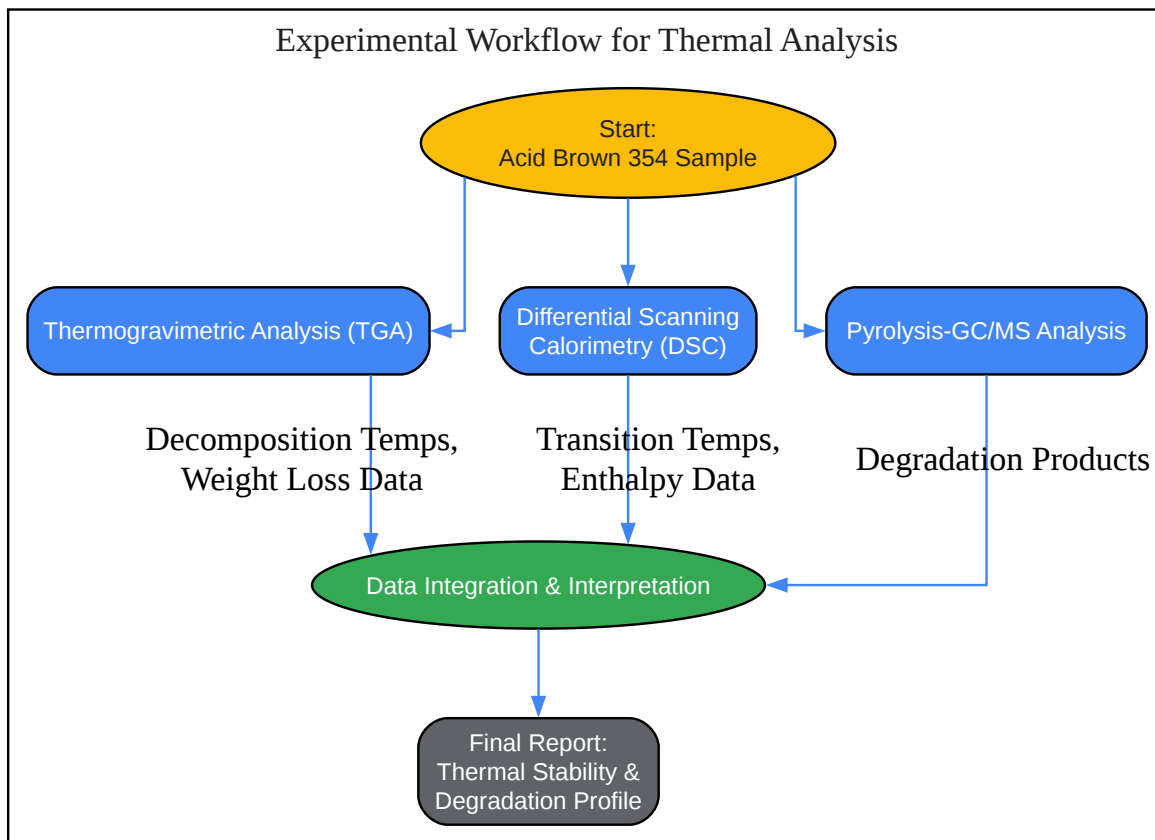 Experimental Workflow for Thermal Analysis
Start:
Acid Brown 354 Sample
Thermogravimetric Analysis (TGA)
Differential Scanning
Calorimetry (DSC)
Pyrolysis-GC/MS Analysis
Decomposition Temps,
Weight Loss Data
Transition Temps,
Enthalpy Data
Degradation Products
Data Integration & Interpretation
Final Report:
Thermal Stability &
Degradation Profile